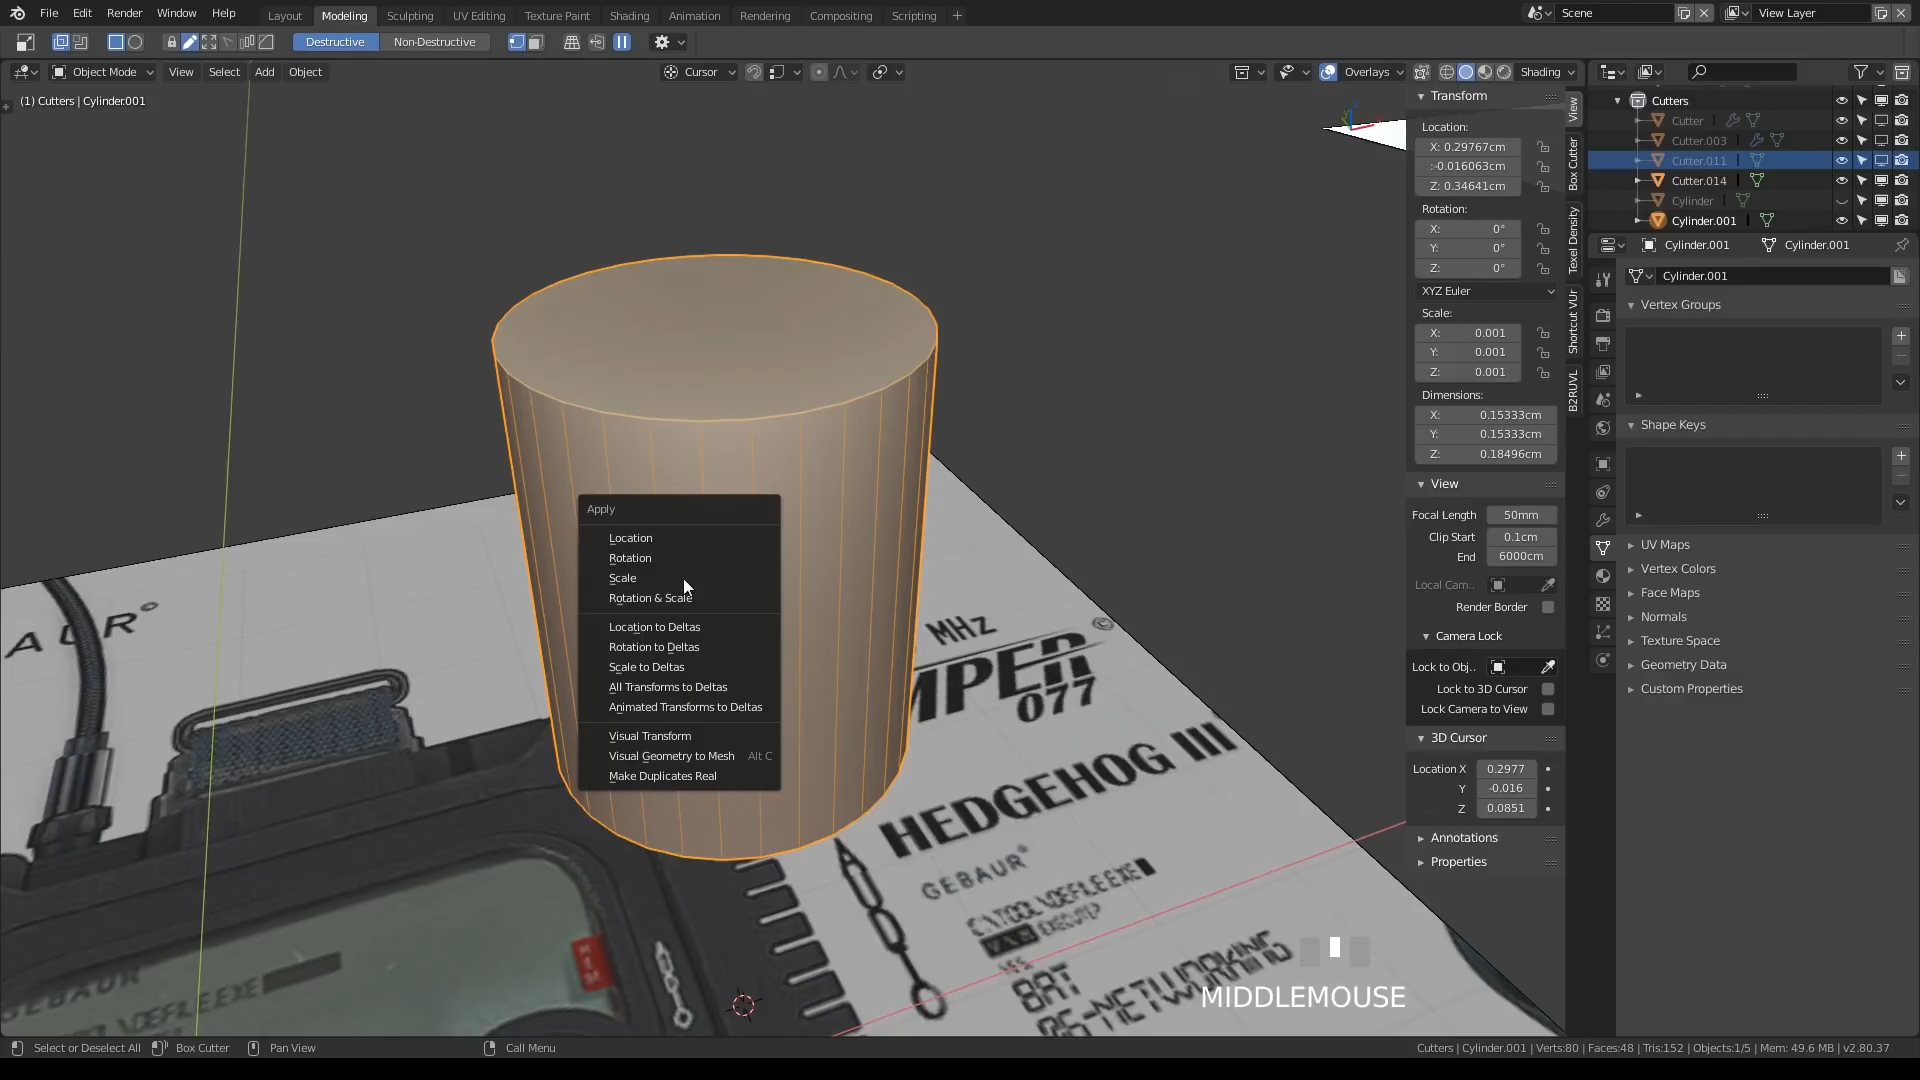 File Edit Render Window Help Layout Modeling Sculpting UV Editing Texture Paint Shading Animation Rendering Compositing Scripting + Scene View Layer
Destructive Non-Destructive
Object Mode View Select Add Object Cursor Overlays Shading
(1) Cutters | Cylinder.001
Transform
Location:
X: 0.29767cm
:-0.016063cm
Z: 0.34641cm
Rotation:
X: 0°
Y: 0°
Z: 0°
XYZ Euler
Scale:
X: 0.001
Y: 0.001
Z: 0.001
Dimensions:
X: 0.15333cm
Y: 0.15333cm
Z: 0.18496cm
View
Focal Length 50mm
Clip Start 0.1cm
End 6000cm
Local Cam..
Render Border
Camera Lock
Lock to Obj..
Lock to 3D Cursor
Lock Camera to View
3D Cursor
Location X 0.2977
Y -0.016
Z 0.0851
Annotations
Properties
View
Box Cutter
Texel Density
Shortcut VUr
B2RUVL
Cutters
Cutter
Cutter.003
Cutter.011
Cutter.014
Cylinder
Cylinder.001
Cylinder.001 Cylinder.001
Cylinder.001
Vertex Groups
Shape Keys
UV Maps
Vertex Colors
Face Maps
Normals
Texture Space
Geometry Data
Custom Properties
Apply
Location
Rotation
Scale
Rotation & Scale
Location to Deltas
Rotation to Deltas
Scale to Deltas
All Transforms to Deltas
Animated Transforms to Deltas
Visual Transform
Visual Geometry to Mesh Alt C
Make Duplicates Real
AUR°
MHz
MPER ©
077
HEDGEHOG III
GEBAUR°
GEBAUR
MIDDLEMOUSE
Select or Deselect All Box Cutter Pan View Call Menu
Cutters | Cylinder.001 | Verts:80 | Faces:48 | Tris:152 | Objects:1/5 | Mem: 49.6 MB | v2.80.37